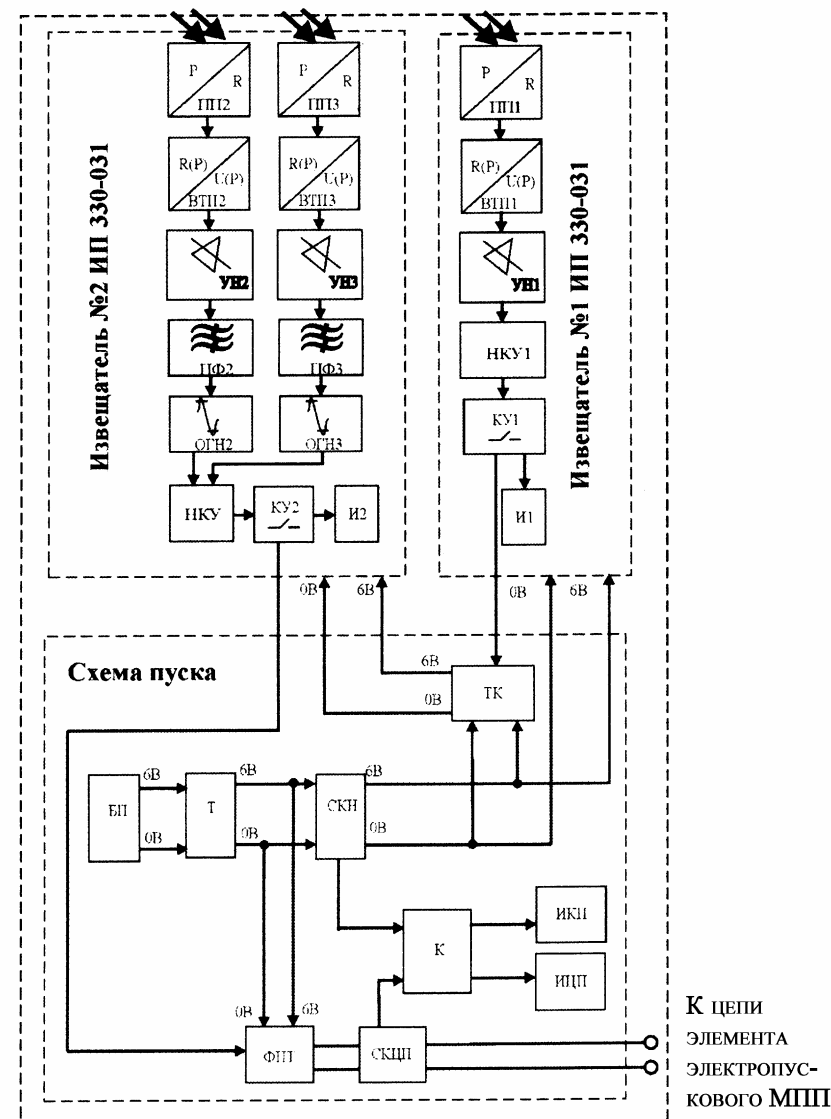 P
R
ПП2
P
R
ПП3
P
R
ПП1
R(P)
U(P)
ВТП2
R(P)
U(P)
ВТП3
R(P)
U(P)
ВТП1
УН2
УН3
УН1
ПФ2
ПФ3
НКУ1
ОГН2
ОГН3
КУ1
НКУ
КУ2
И2
И1
Извещатель №2 ИП 330-031
Извещатель №1 ИП 330-031
0В
6В
0В
6В
Схема пуска
6В
0В
ТК
БП
6В
0В
Т
6В
0В
СКН
6В
0В
К
ИКП
ИЦП
0В
6В
ФИП
СКЦП
К цепи
элемента
электропус-
кового МПП